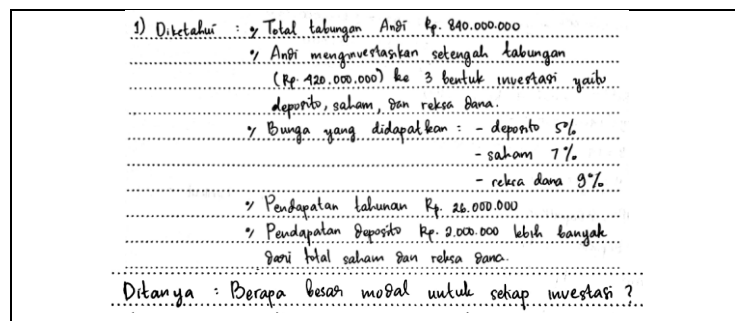 1) Diketahui : •/ Total tabungan Andi Rp. 840.000.000
•/ Andi menginvestasikan setengah tabungan
(Rp. 420.000.000) ke 3 bentuk investasi yaitu
deposito, saham, dan reksa dana.
•/ Bunga yang didapatkan : - deposito 5%
- saham 7%
- reksa dana 9%
•/ Pendapatan tahunan Rp. 26.000.000
•/ Pendapatan deposito Rp. 2.000.000 lebih banyak
dari total saham dan reksa dana.
Ditanya : Berapa besar modal untuk setiap investasi ?